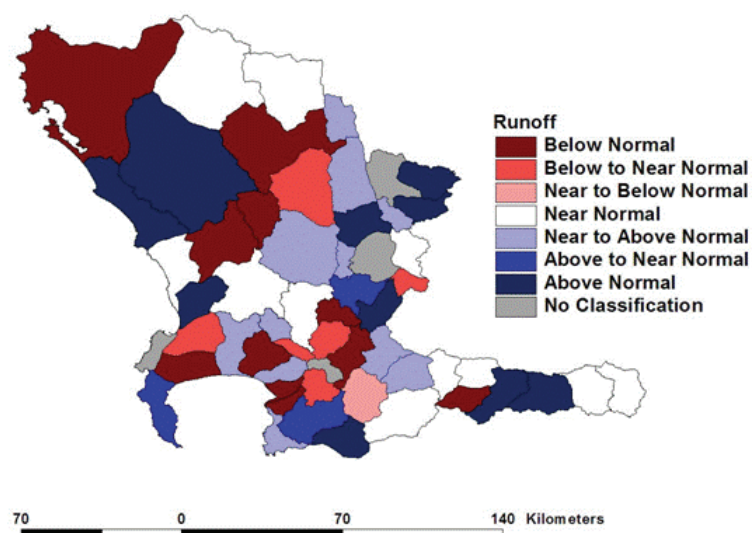 Runoff
Below Normal
Below to Near Normal
Near to Below Normal
Near Normal
Near to Above Normal
Above to Near Normal
Above Normal
No Classification
70 0 70 140 Kilometers